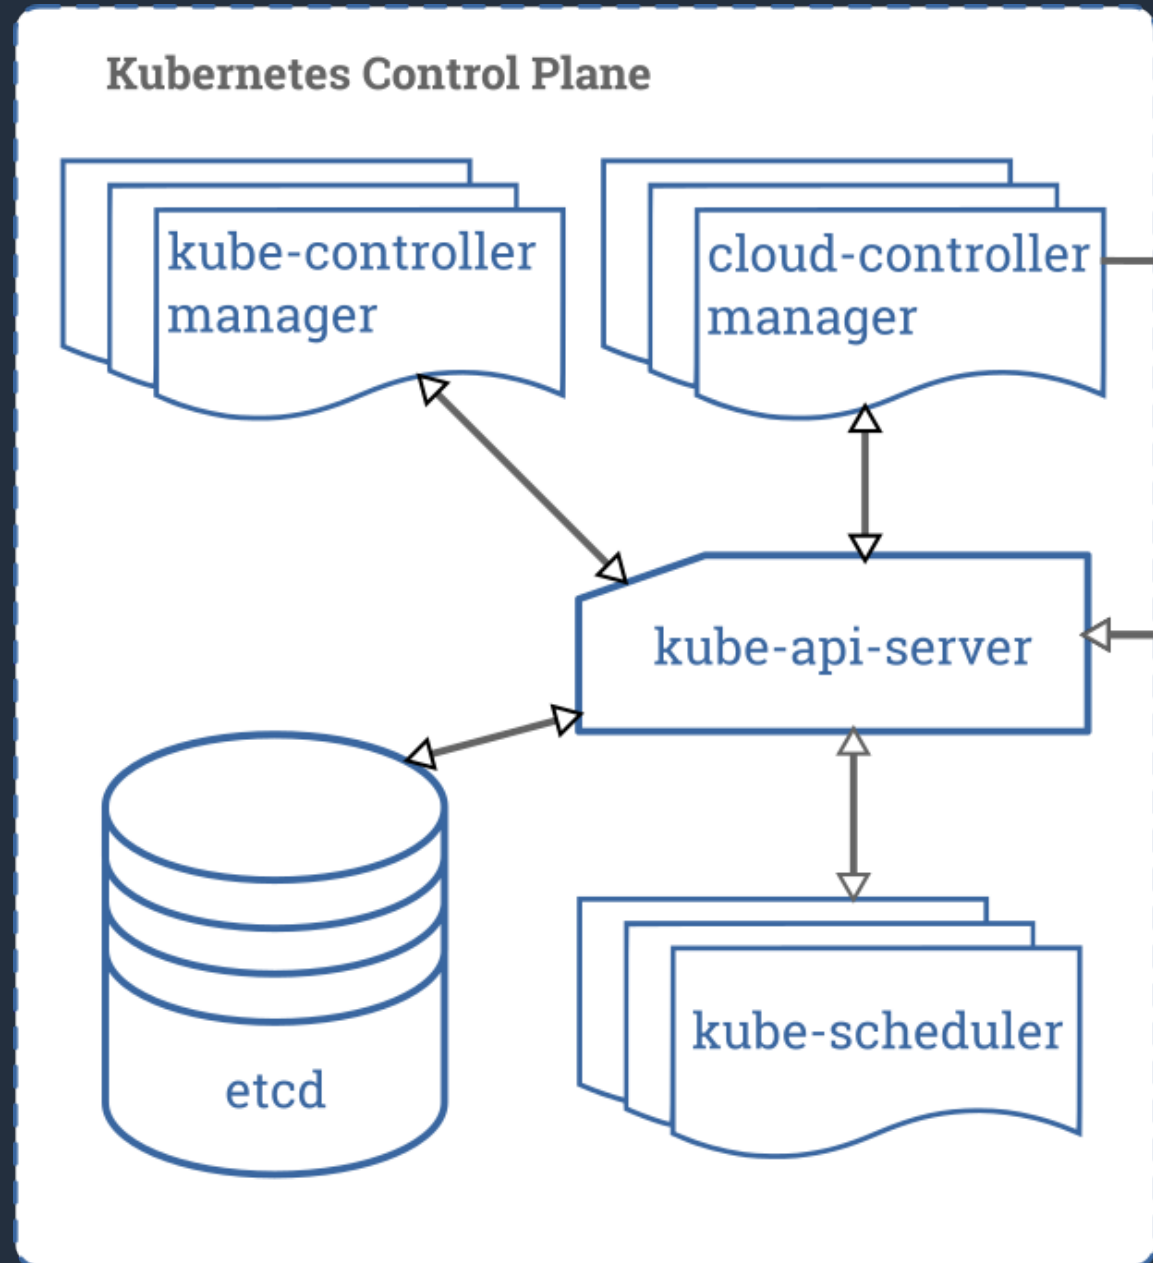 Kubernetes Control Plane
kube-controller
manager
cloud-controller
manager
kube-api-server
etcd
kube-scheduler